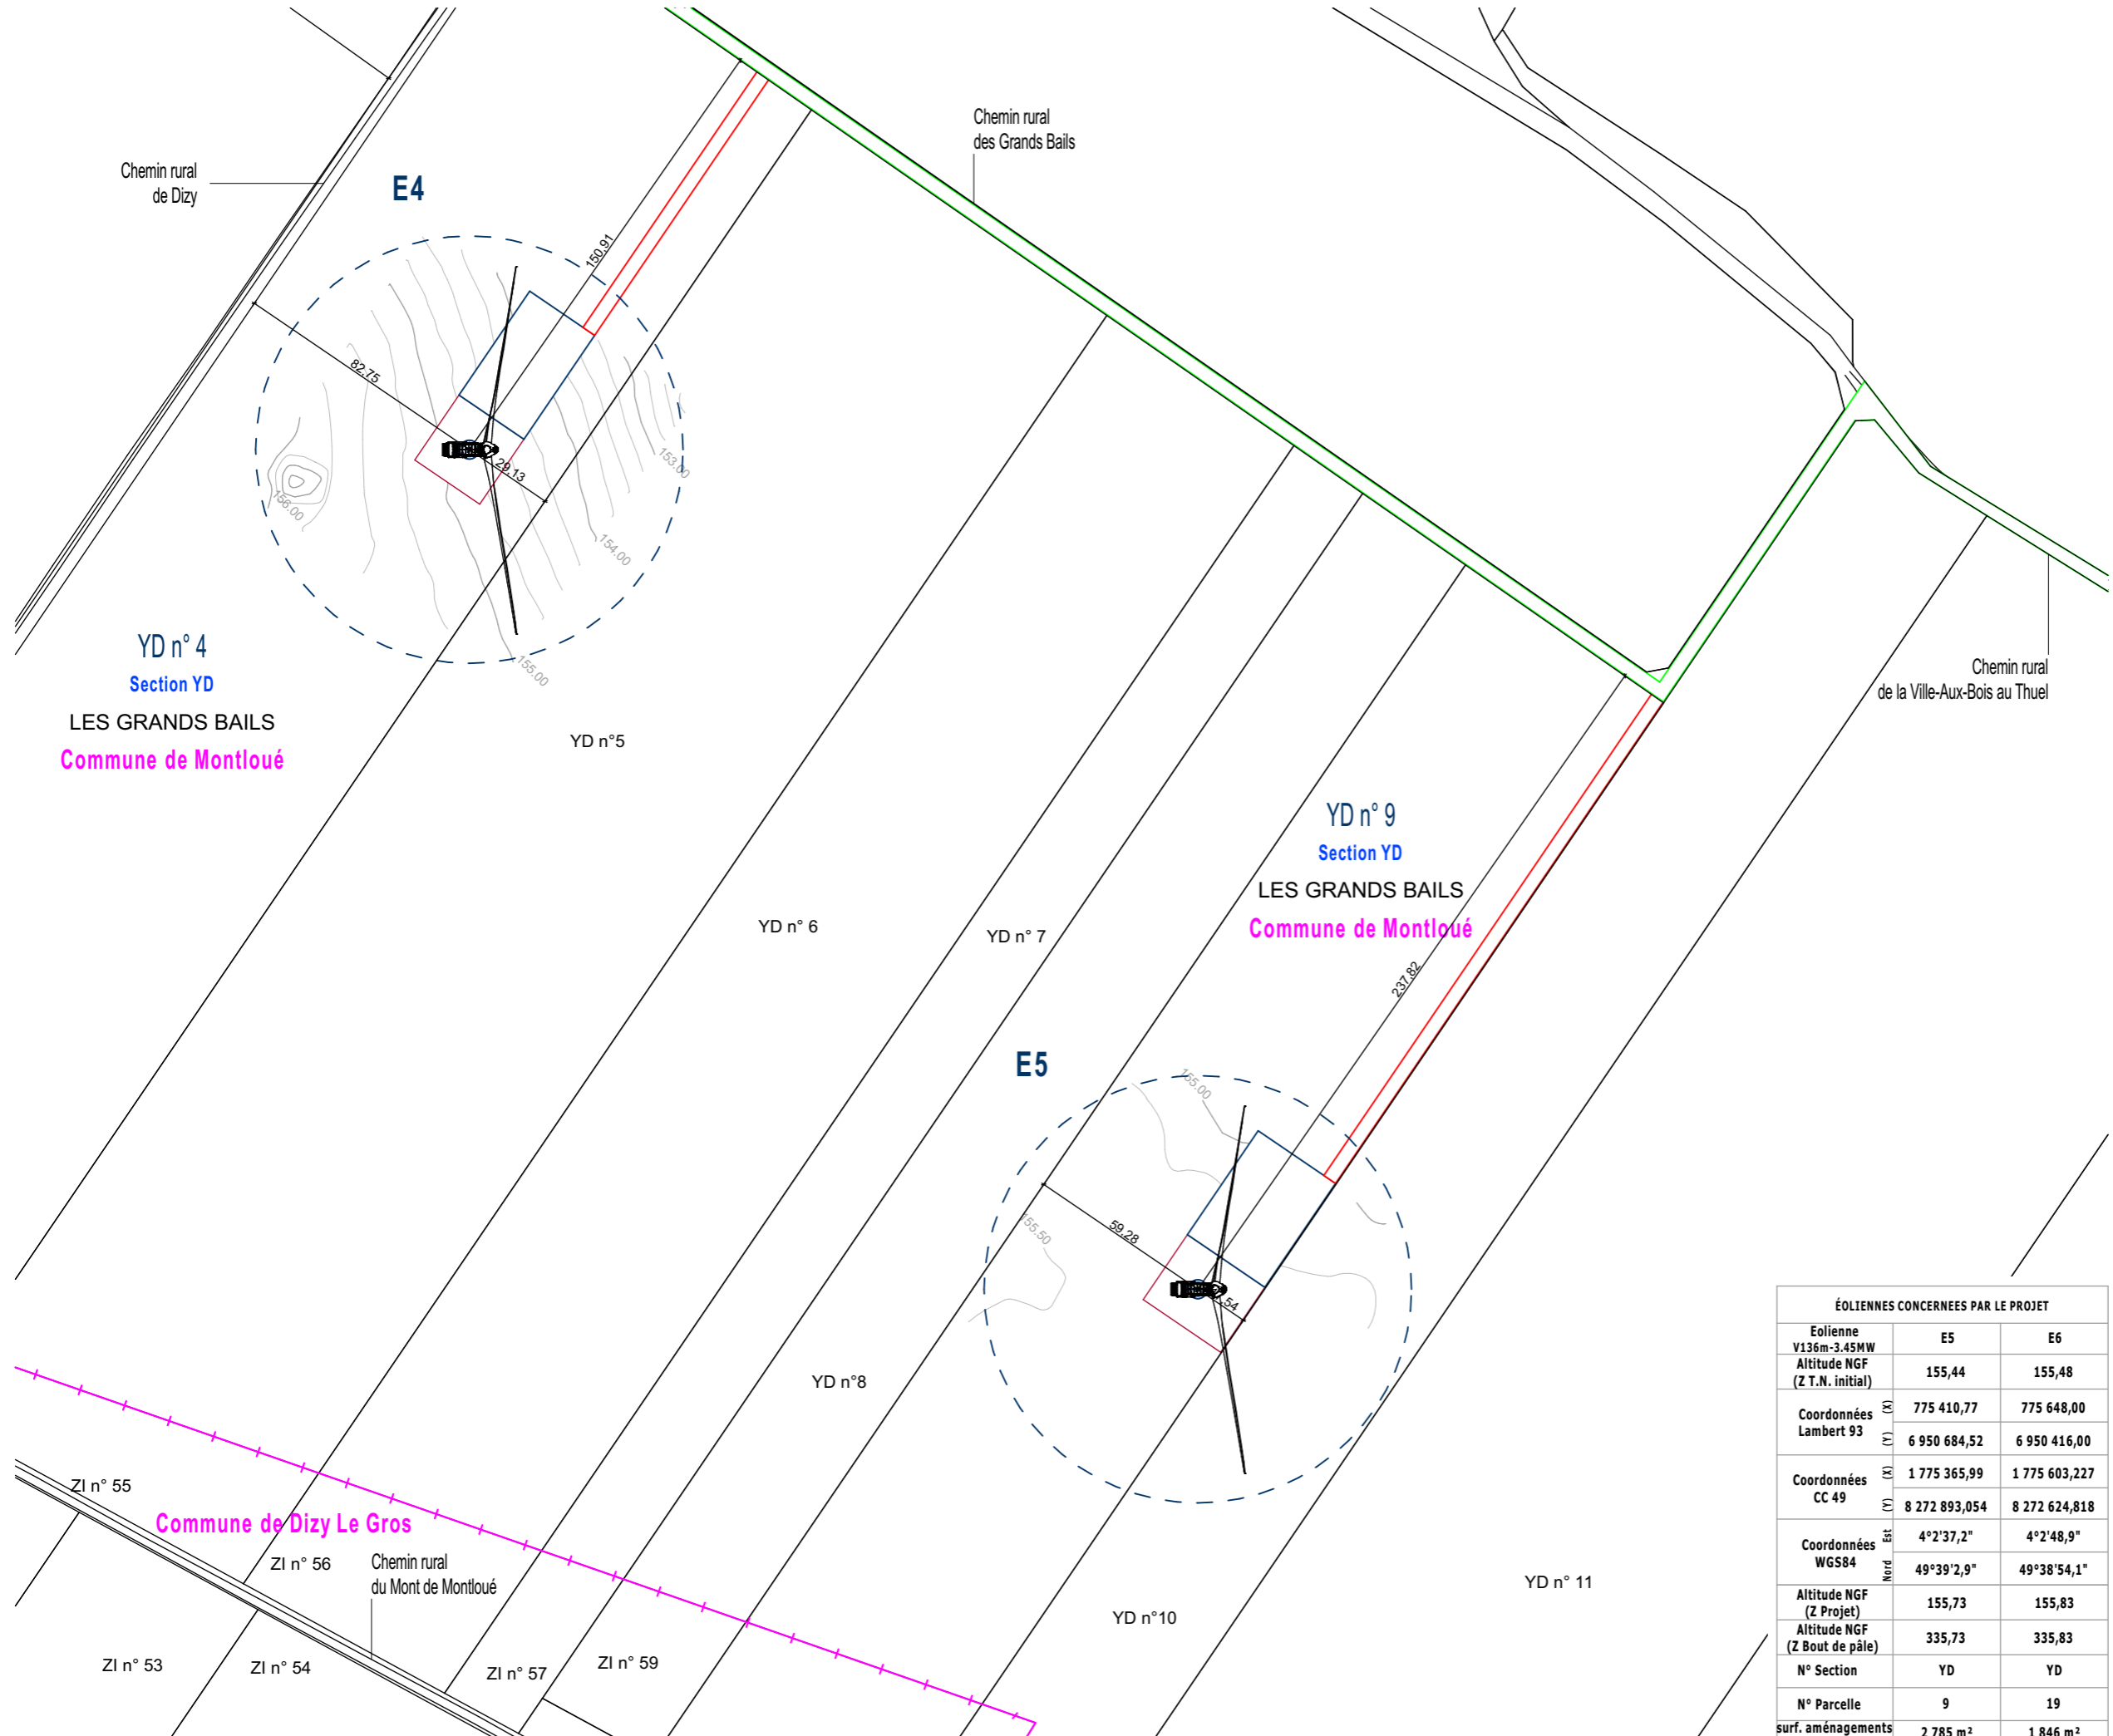 Chemin rural
des Grands Bails
Chemin rural
de Dizy
E4
150,91
82,75
29,13
153.00
156.00
154.00
155.00
YD n° 4
Section YD
LES GRANDS BAILS
Commune de Montloué
Chemin rural
de la Ville-Aux-Bois au Thuel
YD n°5
YD n° 9
Section YD
LES GRANDS BAILS
Commune de Montloué
YD n° 6
YD n° 7
237,82
E5
155.00
155.50
59,28
YD n°8
ZI n° 55
Commune de Dizy Le Gros
ZI n° 56
Chemin rural
du Mont de Montloué
YD n° 11
YD n°10
ZI n° 53
ZI n° 54
ZI n° 57
ZI n° 59
ÉOLIENNES CONCERNEES PAR LE PROJET
Eolienne
V136m-3.45MW
E5
E6
Altitude NGF
(Z T.N. initial)
155,44
155,48
Coordonnées
Lambert 93
(X)
775 410,77
775 648,00
(Y)
6 950 684,52
6 950 416,00
Coordonnées
CC 49
(X)
1 775 365,99
1 775 603,227
(Y)
8 272 893,054
8 272 624,818
Coordonnées
WGS84
Est
4°2'37,2"
4°2'48,9"
Nord
49°39'2,9"
49°38'54,1"
Altitude NGF
(Z Projet)
155,73
155,83
Altitude NGF
(Z Bout de pâle)
335,73
335,83
N° Section
YD
YD
N° Parcelle
9
19
surf. aménagements
2 785 m²
1 846 m²